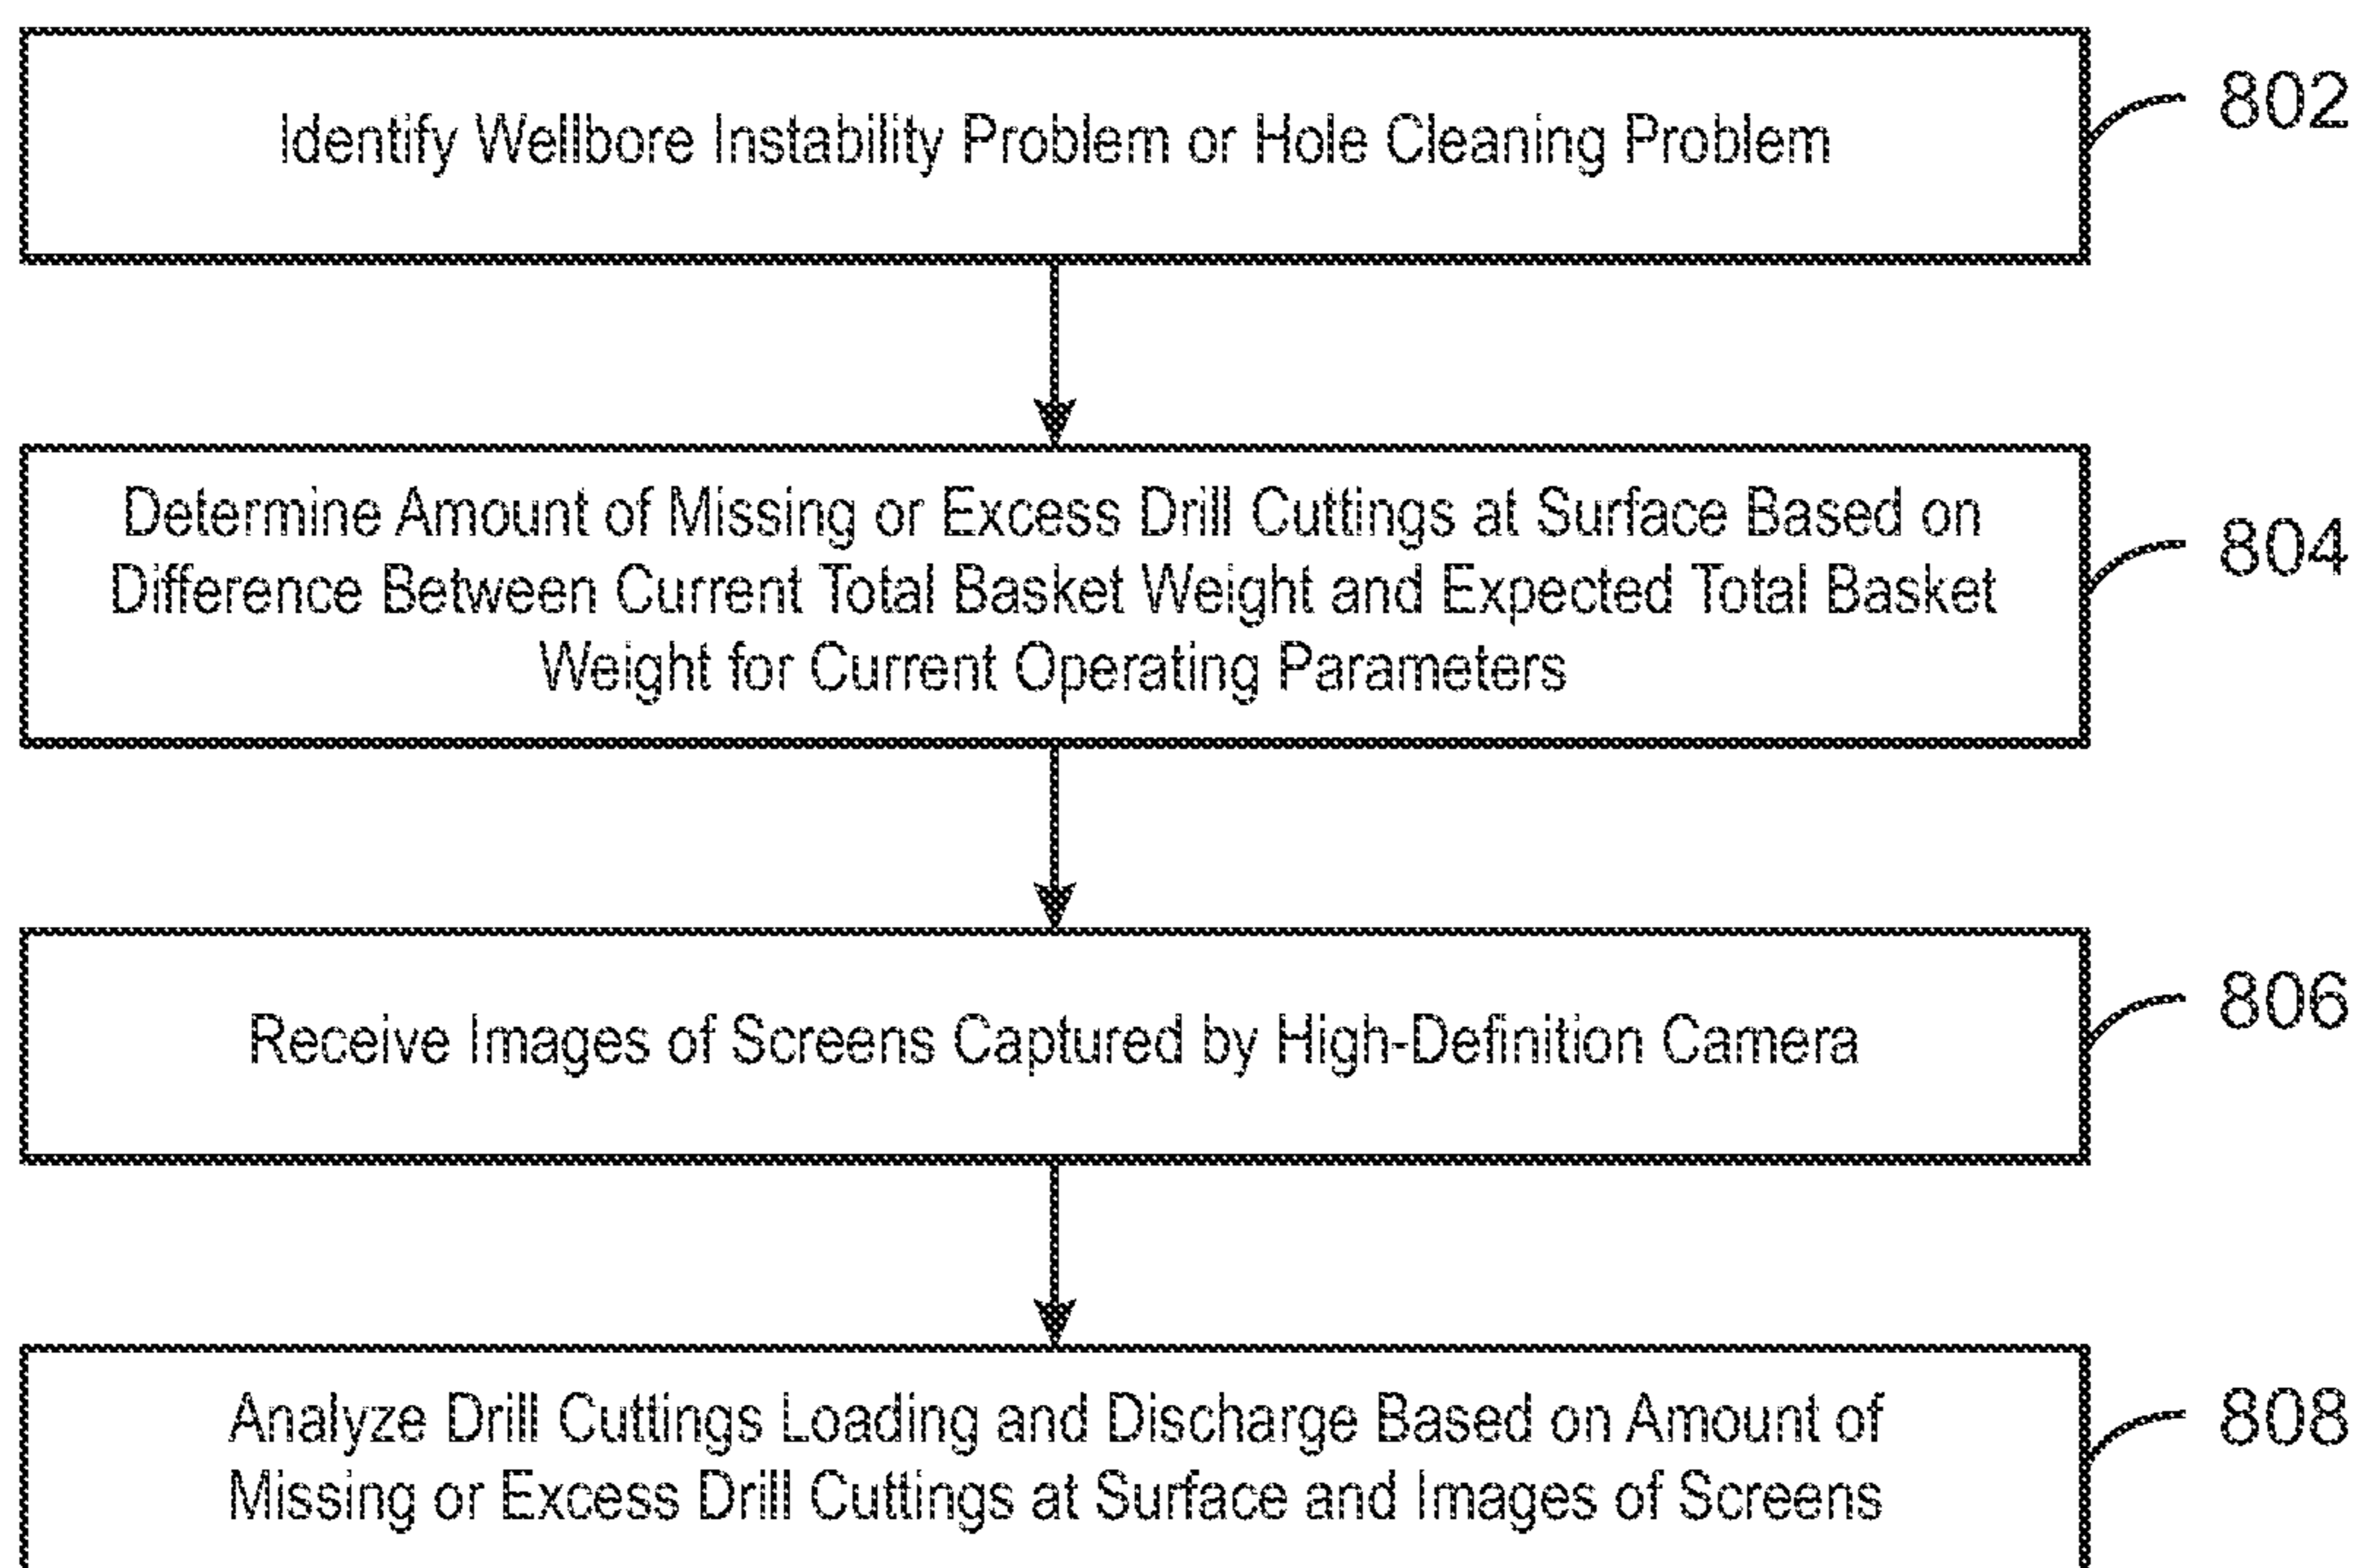 Identify Wellbore Instability Problem or Hole Cleaning Problem
802
Determine Amount of Missing or Excess Drill Cuttings at Surface Based on
Difference Between Current Total Basket Weight and Expected Total Basket
Weight for Current Operating Parameters
804
Receive Images of Screens Captured by High-Definition Camera
806
Analyze Drill Cuttings Loading and Discharge Based on Amount of
Missing or Excess Drill Cuttings at Surface and Images of Screens
808